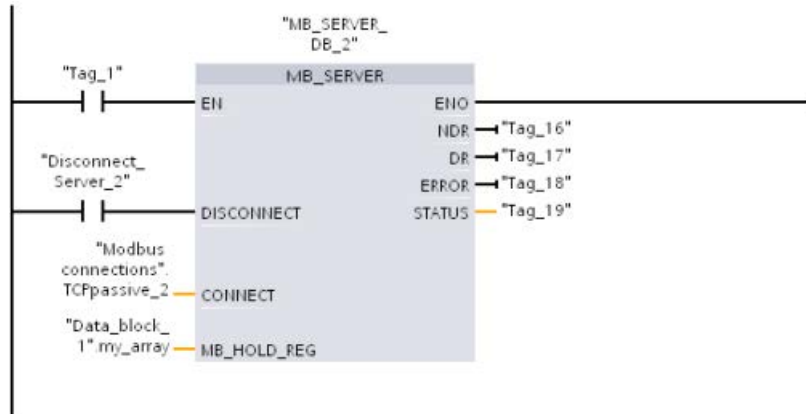 "MB_SERVER_
DB_2"
"Tag_1"
MB_SERVER
EN
ENO
NDR
"Tag_16"
DR
"Tag_17"
"Disconnect_
Server_2"
ERROR
"Tag_18"
DISCONNECT
STATUS
"Tag_19"
"Modbus
connections".
TCPpassive_2
CONNECT
"Data_block_
1".my_array
MB_HOLD_REG